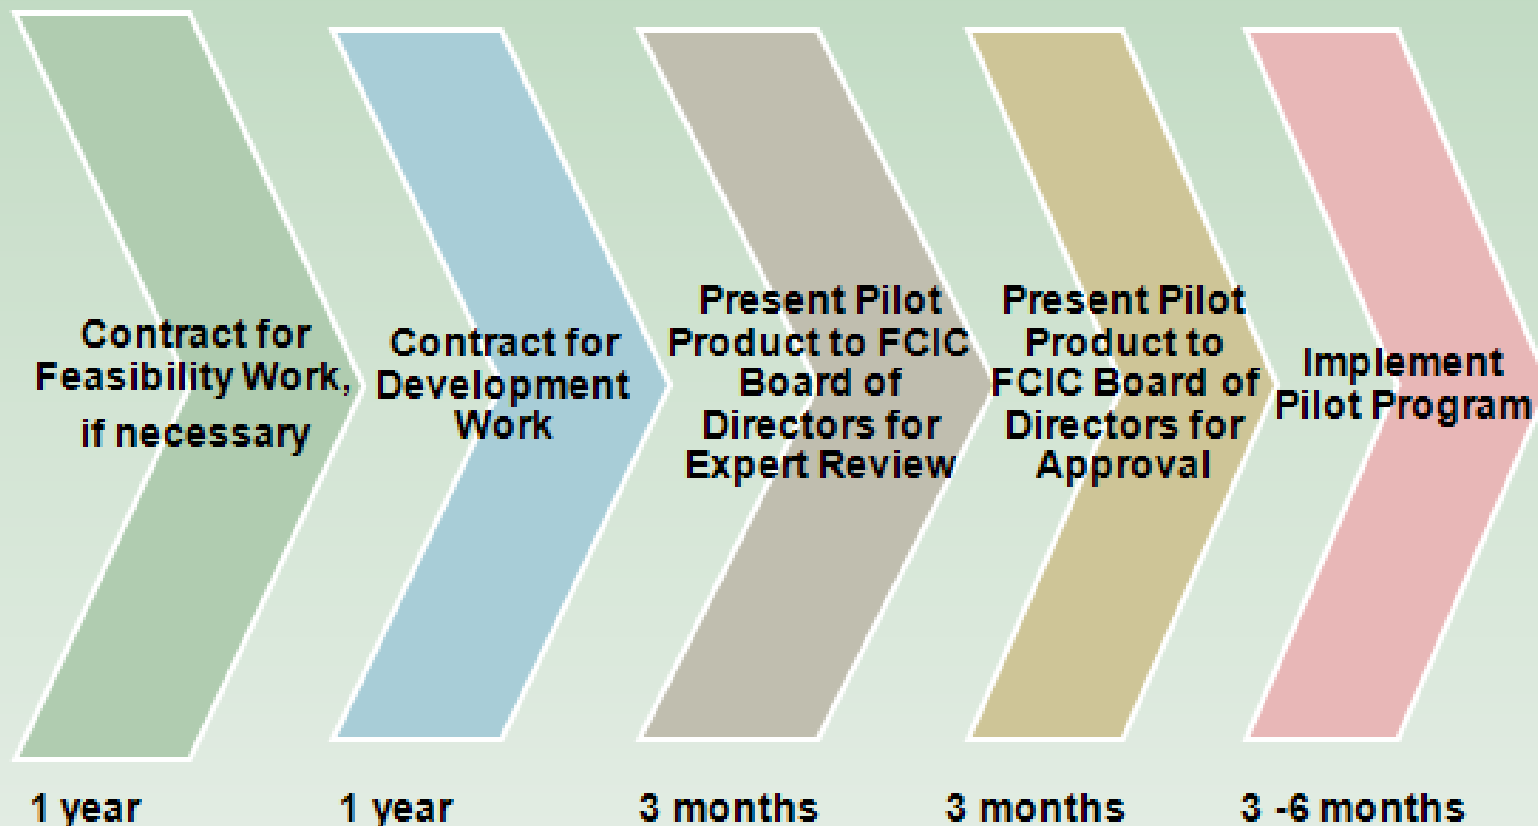 Contract for
Feasibility Work,
if necessary
Contract for
Development
Work
Present Pilot
Product to FCIC
Board of
Directors for
Expert Review
Present Pilot
Product to
FCIC Board of
Directors for
Approval
Implement
Pilot Program
1 year
1 year
3 months
3 months
3 -6 months